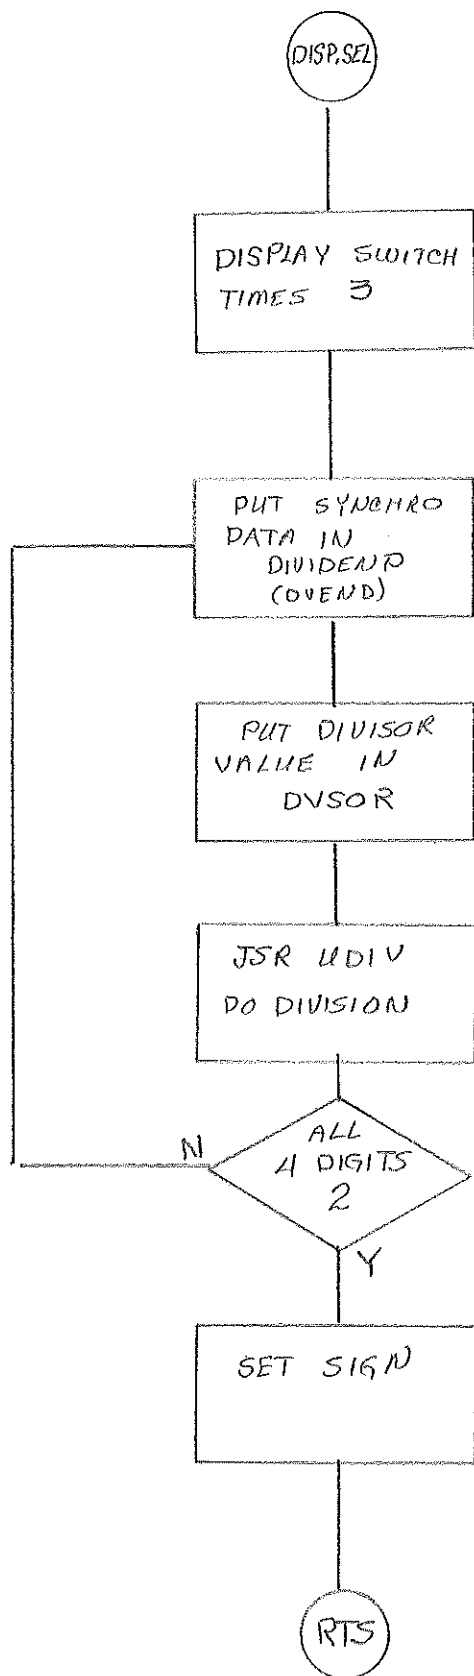 DISP.SEL
DISPLAY SWITCH
TIMES 3
PUT SYNCHRO
DATA IN
DIVIDEND
(DVEND)
PUT DIVISOR
VALUE IN
DVSOR
JSR UDIV
DO DIVISION
ALL
4 DIGITS
?
N
Y
SET SIGN
RTS